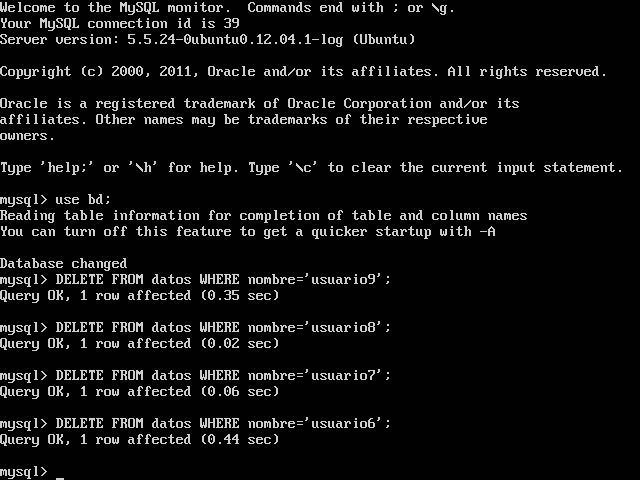 Welcome to the MySQL monitor.  Commands end with ; or \g.
Your MySQL connection id is 39
Server version: 5.5.24-0ubuntu0.12.04.1-log (Ubuntu)
Copyright (c) 2000, 2011, Oracle and/or its affiliates. All rights reserved.
Oracle is a registered trademark of Oracle Corporation and/or its
affiliates. Other names may be trademarks of their respective
owners.
Type 'help;' or '\h' for help. Type '\c' to clear the current input statement.
mysql> use bd;
Reading table information for completion of table and column names
You can turn off this feature to get a quicker startup with -A
Database changed
mysql> DELETE FROM datos WHERE nombre='usuario9';
Query OK, 1 row affected (0.35 sec)
mysql> DELETE FROM datos WHERE nombre='usuario8';
Query OK, 1 row affected (0.02 sec)
mysql> DELETE FROM datos WHERE nombre='usuario7';
Query OK, 1 row affected (0.06 sec)
mysql> DELETE FROM datos WHERE nombre='usuario6';
Query OK, 1 row affected (0.44 sec)
mysql> _